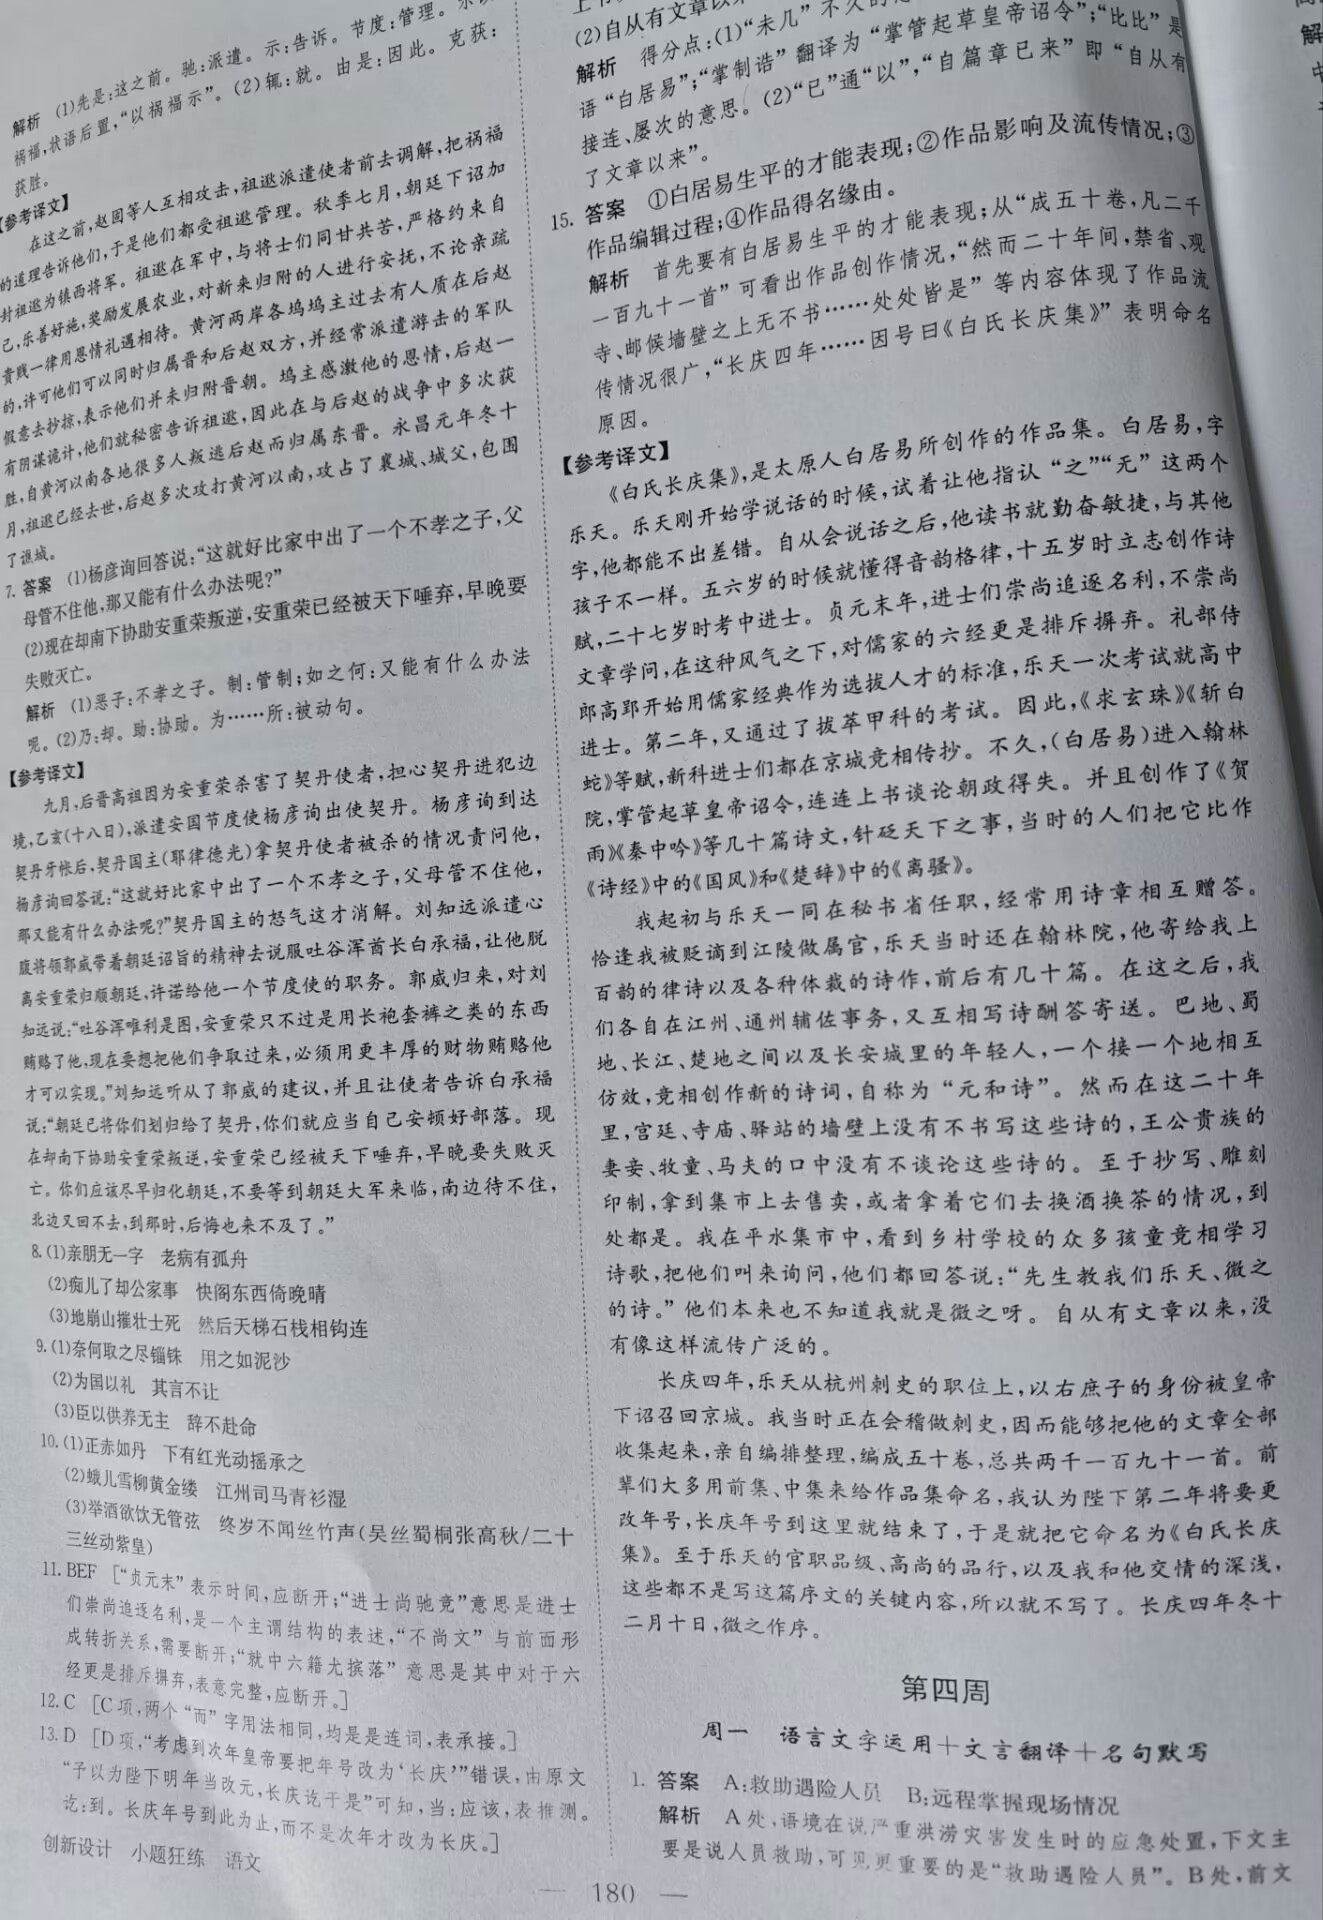 解析 (1)先是:这之前。驰:派遣。示:告诉。节度:管理。
祸福,状语后置,“以祸福示”。(2)辄:就。由是:因此。克获:
获胜。
【参考译文】
在这之前,赵固等人互相攻击,祖逖派遣使者前去调解,把祸福
的道理告诉他们,于是他们都受祖逖管理。秋季七月,朝廷下诏加
封祖逖为镇西将军。祖逖在军中,与将士们同甘共苦,严格约束自
己,乐善好施,奖励发展农业,对新来归附的人进行安抚,不论亲疏
贵贱一律用恩情礼遇相待。黄河两岸各坞坞主过去有人质在后赵
的,许可他们可以同时归属晋和后赵双方,并经常派遣游击的军队
假意去抄掠,表示他们并未归附晋朝。坞主感激他的恩情,后赵一
有阴谋诡计,他们就秘密告诉祖逖,因此在与后赵的战争中多次获
胜,自黄河以南各地很多人叛逃后赵而归属东晋。永昌元年冬十
月,祖逖已经去世,后赵多次攻打黄河以南,攻占了襄城、城父,包围
了谯城。
7. 答案 (1)杨彦询回答说:“这就好比家中出了一个不孝之子,父
母管不住他,那又能有什么办法呢?”
(2)现在却南下协助安重荣叛逆,安重荣已经被天下唾弃,早晚要
失败灭亡。
解析 (1)恶子:不孝之子。制:管制;如之何:又能有什么办法
呢。(2)乃:却。助:协助。为……所:被动句。
【参考译文】
九月,后晋高祖因为安重荣杀害了契丹使者,担心契丹进犯边
境,乙亥(十八日),派遣安国节度使杨彦询出使契丹。杨彦询到达
契丹牙帐后,契丹国主(耶律德光)拿契丹使者被杀的情况责问他,
杨彦询回答说:“这就好比家中出了一个不孝之子,父母管不住他,
那又能有什么办法呢?”契丹国主的怒气这才消解。刘知远派遣心
腹将领郭威带着朝廷诏旨的精神去说服吐谷浑酋长白承福,让他脱
离安重荣归顺朝廷,许诺给他一个节度使的职务。郭威归来,对刘
知远说:“吐谷浑唯利是图,安重荣只不过是用长袍套裤之类的东西
贿赂了他,现在要想把他们争取过来,必须用更丰厚的财物贿赂他
才可以实现。”刘知远听从了郭威的建议,并且让使者告诉白承福
说:“朝廷已将你们划归给了契丹,你们就应当自己安顿好部落。现
在却南下协助安重荣叛逆,安重荣已经被天下唾弃,早晚要失败灭
亡。你们应该尽早归化朝廷,不要等到朝廷大军来临,南边待不住,
北边又回不去,到那时,后悔也来不及了。”
8. (1)亲朋无一字 老病有孤舟
(2)痴儿了却公家事 快阁东西倚晚晴
(3)地崩山摧壮士死 然后天梯石栈相钩连
9. (1)奈何取之尽锱铢 用之如泥沙
(2)为国以礼 其言不让
(3)臣以供养无主 辞不赴命
10. (1)正赤如丹 下有红光动摇承之
(2)蛾儿雪柳黄金缕 江州司马青衫湿
(3)举酒欲饮无管弦 终岁不闻丝竹声(吴丝蜀桐张高秋/二十
三丝动紫皇)
11. BEF [“贞元末”表示时间,应断开;“进士尚驰竞”意思是进士
们崇尚追逐名利,是一个主谓结构的表述,“不尚文”与前面形
成转折关系,需要断开;“就中六籍尤摈落”意思是其中对于六
经更是排斥摒弃,表意完整,应断开。]
12. C [C项,两个“而”字用法相同,均是是连词,表承接。]
13. D [D项,“考虑到次年皇帝要把年号改为‘长庆’”错误,由原文
“予以为陛下明年当改元,长庆讫于是”可知,当:应该,表推测。
讫:到。长庆年号到此为止,而不是次年才改为长庆。]
创新设计 小题狂练 语文
(2)自从有文章以来
解析 得分点:(1)“未几”不久的
语“白居易”;“掌制诰”翻译为“掌管起草皇帝诏令”;“比比”是
接连、屡次的意思。(2)“已”通“以”,“自篇章已来”即“自从有
了文章以来”。
15. 答案 ①白居易生平的才能表现;②作品影响及流传情况;③
作品编辑过程;④作品得名缘由。
解析 首先要有白居易生平的才能表现;从“成五十卷,凡二千
一百九十一首”可看出作品创作情况,“然而二十年间,禁省、观
寺、邮候墙壁之上无不书……处处皆是”等内容体现了作品流
传情况很广,“长庆四年……因号曰《白氏长庆集》”表明命名
原因。
【参考译文】
《白氏长庆集》,是太原人白居易所创作的作品集。白居易,字
乐天。乐天刚开始学说话的时候,试着让他指认“之”“无”这两个
字,他都能不出差错。自从会说话之后,他读书就勤奋敏捷,与其他
孩子不一样。五六岁的时候就懂得音韵格律,十五岁时立志创作诗
赋,二十七岁时考中进士。贞元末年,进士们崇尚追逐名利,不崇尚
文章学问,在这种风气之下,对儒家的六经更是排斥摒弃。礼部侍
郎高郢开始用儒家经典作为选拔人才的标准,乐天一次考试就高中
进士。第二年,又通过了拔萃甲科的考试。因此,《求玄珠》《斩白
蛇》等赋,新科进士们都在京城竞相传抄。不久,(白居易)进入翰林
院,掌管起草皇帝诏令,连连上书谈论朝政得失。并且创作了《贺
雨》《秦中吟》等几十篇诗文,针砭天下之事,当时的人们把它比作
《诗经》中的《国风》和《楚辞》中的《离骚》。
我起初与乐天一同在秘书省任职,经常用诗章相互赠答。
恰逢我被贬谪到江陵做属官,乐天当时还在翰林院,他寄给我上
百韵的律诗以及各种体裁的诗作,前后有几十篇。在这之后,我
们各自在江州、通州辅佐事务,又互相写诗酬答寄送。巴地、蜀
地、长江、楚地之间以及长安城里的年轻人,一个接一个地相互
仿效,竞相创作新的诗词,自称为“元和诗”。然而在这二十年
里,宫廷、寺庙、驿站的墙壁上没有不书写这些诗的,王公贵族的
妻妾、牧童、马夫的口中没有不谈论这些诗的。至于抄写、雕刻
印制,拿到集市上去售卖,或者拿着它们去换酒换茶的情况,到
处都是。我在平水集市中,看到乡村学校的众多孩童竞相学习
诗歌,把他们叫来询问,他们都回答说:“先生教我们乐天、微之
的诗。”他们本来也不知道我就是微之呀。自从有文章以来,没
有像这样流传广泛的。
长庆四年,乐天从杭州刺史的职位上,以右庶子的身份被皇帝
下诏召回京城。我当时正在会稽做刺史,因而能够把他的文章全部
收集起来,亲自编排整理,编成五十卷,总共两千一百九十一首。前
辈们大多用前集、中集来给作品集命名,我认为陛下第二年将要更
改年号,长庆年号到这里就结束了,于是就把它命名为《白氏长庆
集》。至于乐天的官职品级、高尚的品行,以及我和他交情的深浅,
这些都不是写这篇序文的关键内容,所以就不写了。长庆四年冬十
二月十日,微之作序。
第四周
周一 语言文字运用+文言翻译+名句默写
1. 答案 A:救助遇险人员 B:远程掌握现场情况
解析 A处,语境在说严重洪涝灾害发生时的应急处置,下文主
要是说人员救助,可见更重要的是“救助遇险人员”。B处,前文
— 180 —
解